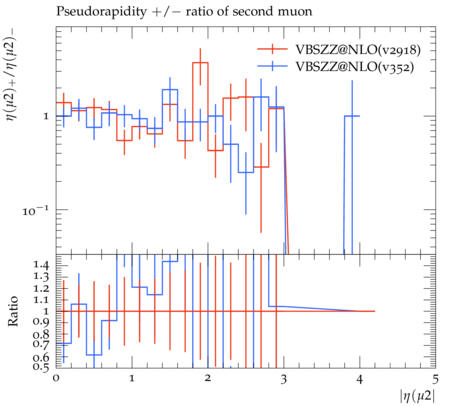 Pseudorapidity +/− ratio of second muon
η(μ2)₊/η(μ2)₋
VBSZZ@NLO(v2918)
VBSZZ@NLO(v352)
1
10⁻¹
Ratio
1.4
1.3
1.2
1.1
1
0.9
0.8
0.7
0.6
0.5
0 1 2 3 4 5
|η(μ2|